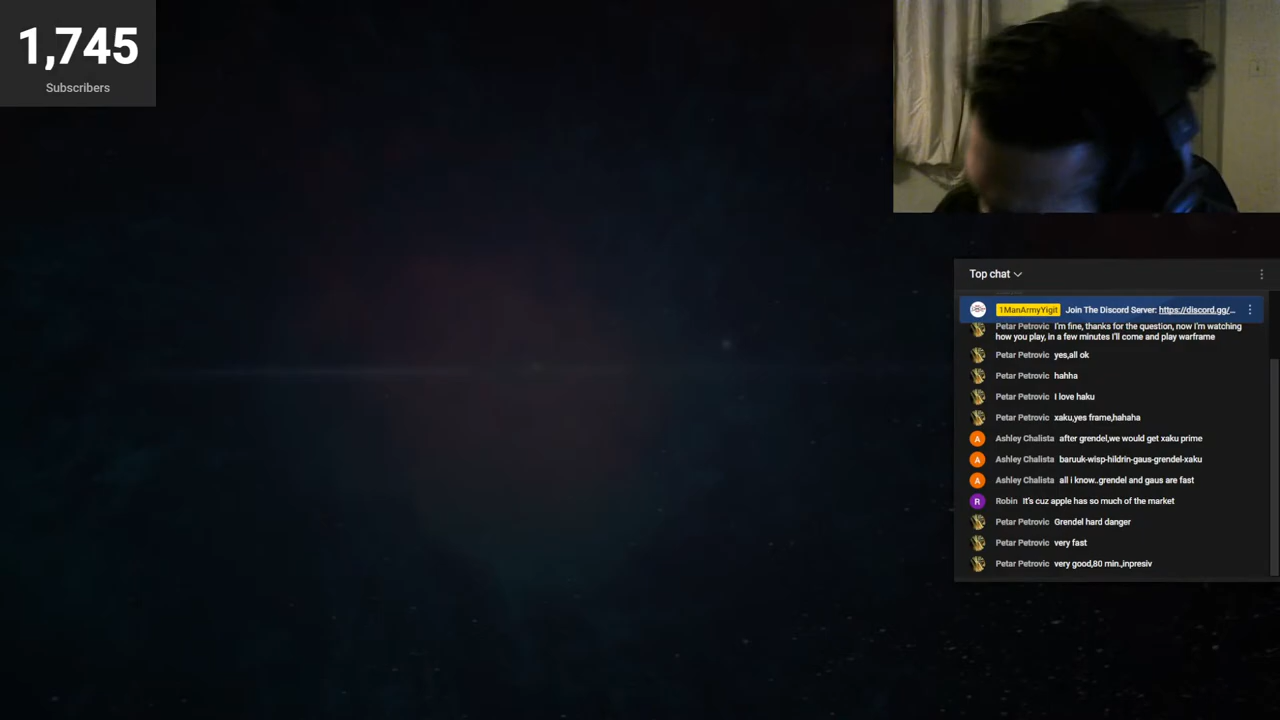 1,745
Subscribers
Top chat
1ManArmyYigit Join The Discord Server: https://discord.gg/...
Petar Petrovic I'm fine, thanks for the question, now I'm watching
how you play, in a few minutes I'll come and play warframe
Petar Petrovic yes,all ok
Petar Petrovic hahha
Petar Petrovic I love haku
Petar Petrovic xaku,yes frame,hahaha
A Ashley Chalista after grendel,we would get xaku prime
A Ashley Chalista baruuk-wisp-hildrin-gaus-grendel-xaku
A Ashley Chalista all i know..grendel and gaus are fast
R Robin It's cuz apple has so much of the market
Petar Petrovic Grendel hard danger
Petar Petrovic very fast
Petar Petrovic very good,80 min.,inpresiv